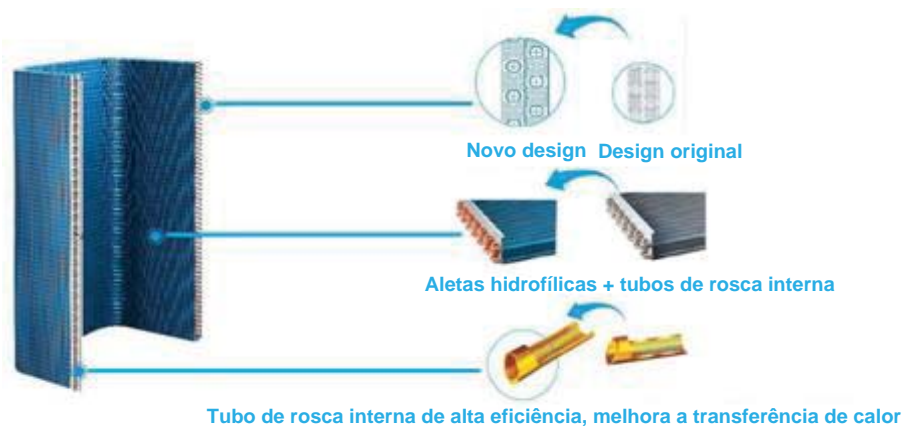 Novo design Design original
Aletas hidrofílicas + tubos de rosca interna
Tubo de rosca interna de alta eficiência, melhora a transferência de calor